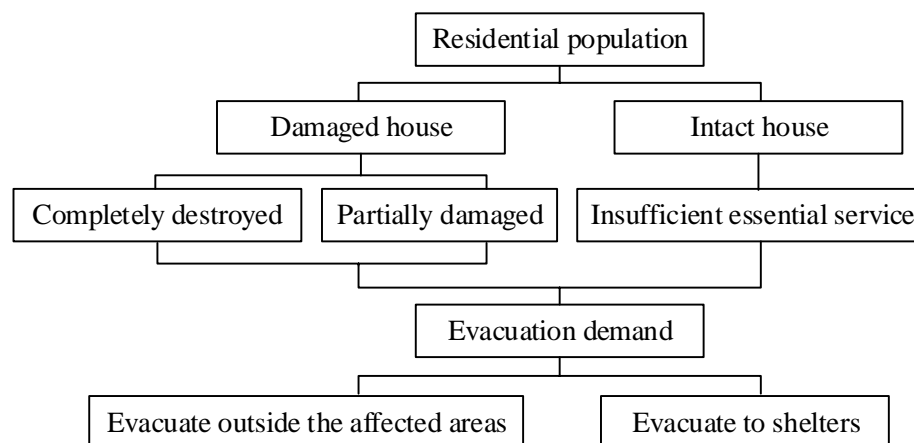 Residential population
Damaged house
Intact house
Completely destroyed
Partially damaged
Insufficient essential service
Evacuation demand
Evacuate outside the affected areas
Evacuate to shelters